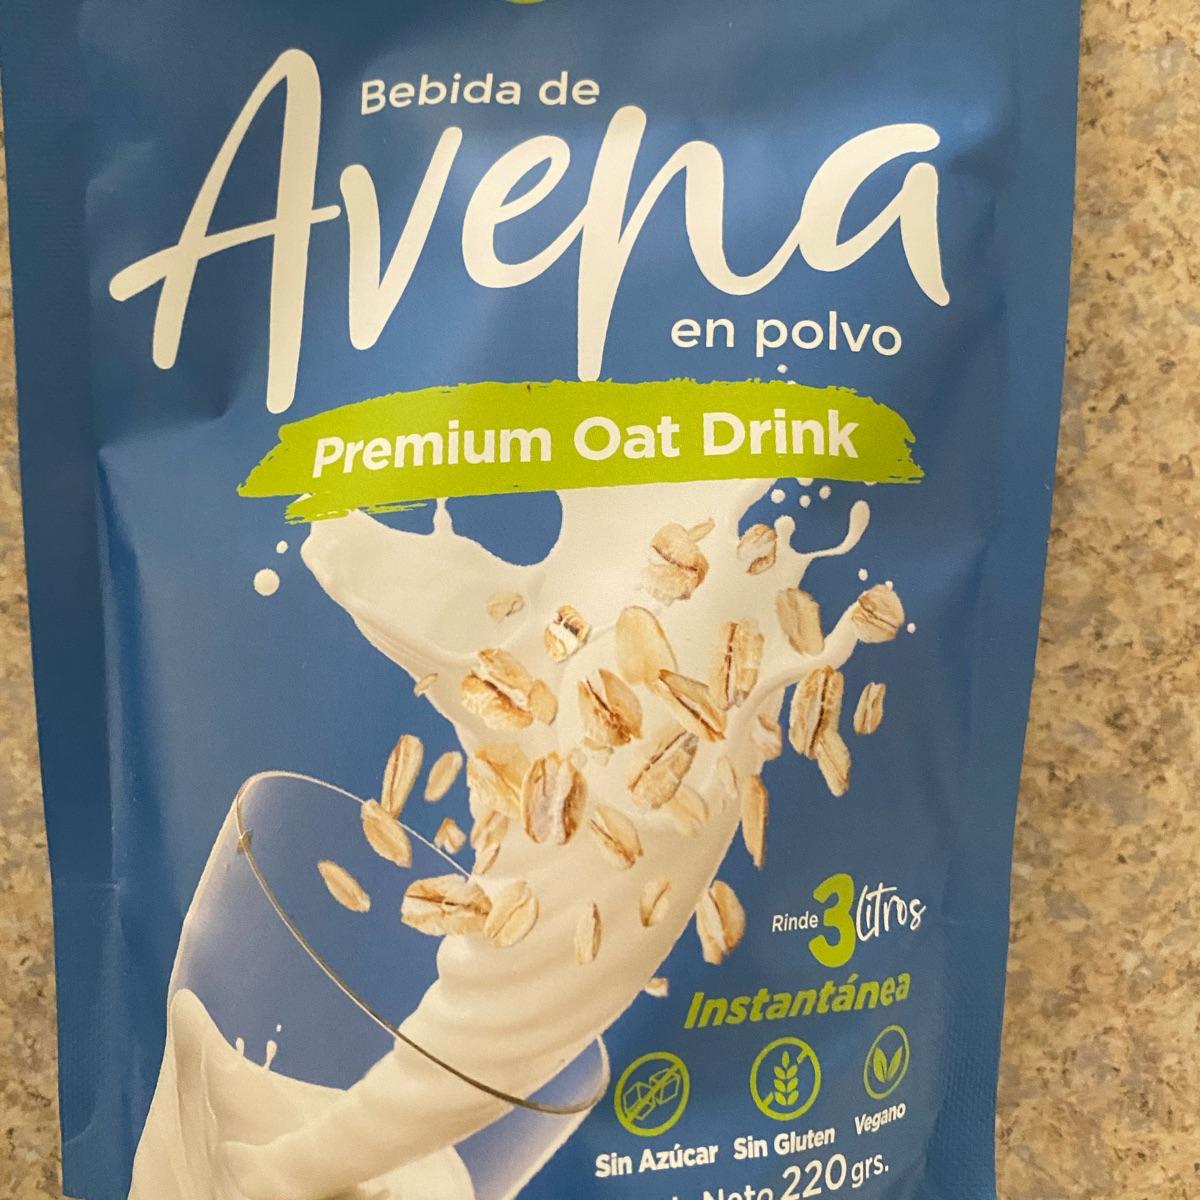 Bebida de
Avena
en polvo
Premium Oat Drink
Rinde 3 litros
Instantánea
Sin Azúcar Sin Gluten Vegano
Neto 220 grs.